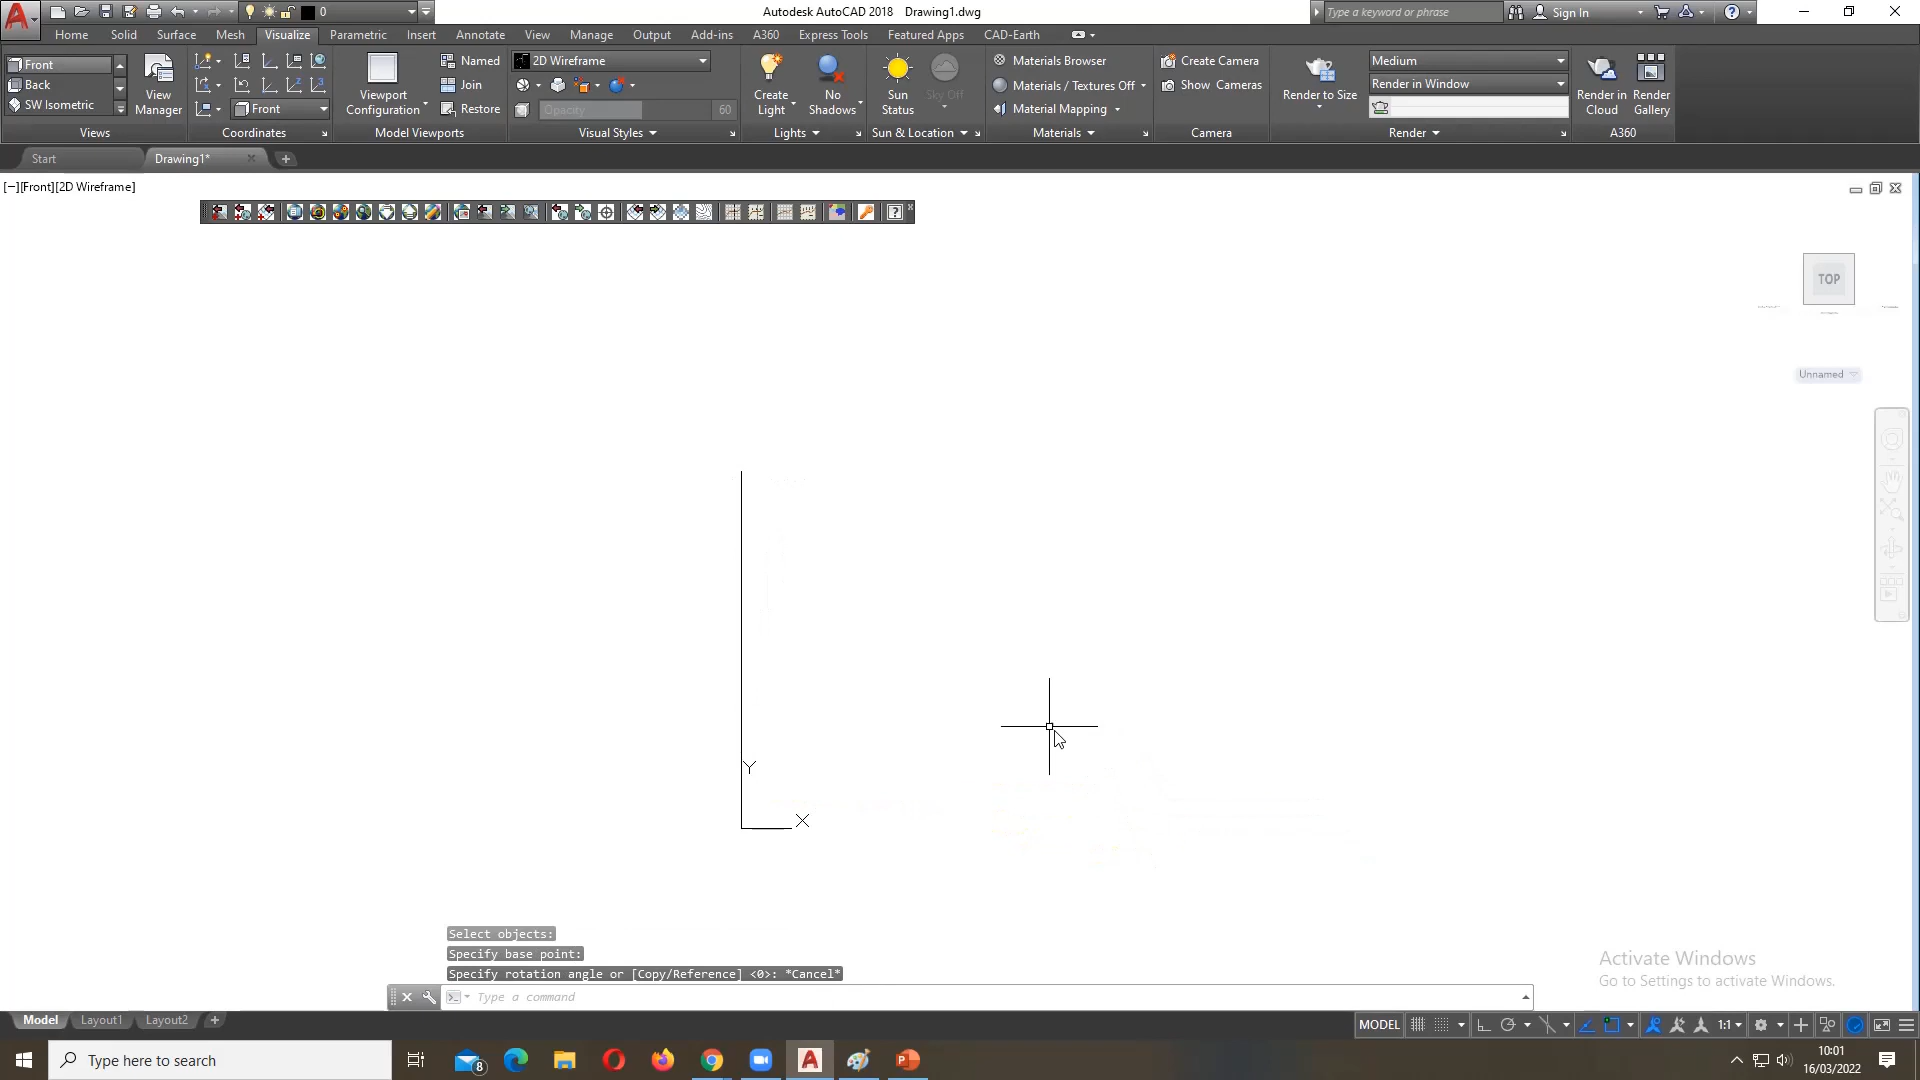 Autodesk AutoCAD 2018 Drawing1.dwg
0
Type a keyword or phrase
Sign In
Home Solid Surface Mesh Visualize Parametric Insert Annotate View Manage Output Add-ins A360 Express Tools Featured Apps CAD-Earth
Front
Back
SW Isometric
View
Manager
Views
Front
Coordinates
Viewport
Configuration
Named
Join
Restore
Model Viewports
2D Wireframe
Opacity 60
Visual Styles
Create
Light
No
Shadows
Lights
Sun
Status
Sky Off
Sun & Location
Materials Browser
Materials / Textures Off
Material Mapping
Materials
Create Camera
Show Cameras
Camera
Render to Size
Medium
Render in Window
Render
Render in
Cloud
Render
Gallery
A360
Start
Drawing1*
[−][Front][2D Wireframe]
TOP
Unnamed
Y
X
Select objects:
Specify base point:
Specify rotation angle or [Copy/Reference] <0>: *Cancel*
Type a command
Activate Windows
Go to Settings to activate Windows.
Model Layout1 Layout2
MODEL
1:1
Type here to search
8
10:01
16/03/2022